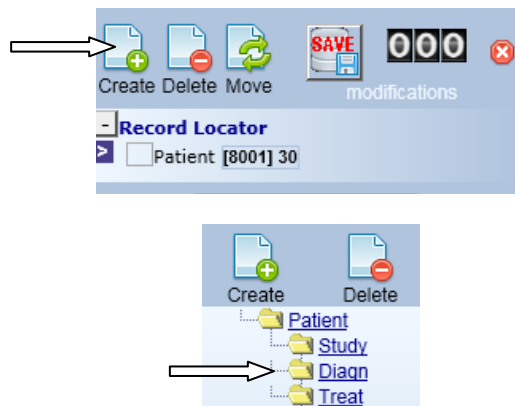 Create Delete Move SAVE 000
modifications
- Record Locator
> Patient [8001] 30
Create Delete
Patient
Study
Diagn
Treat